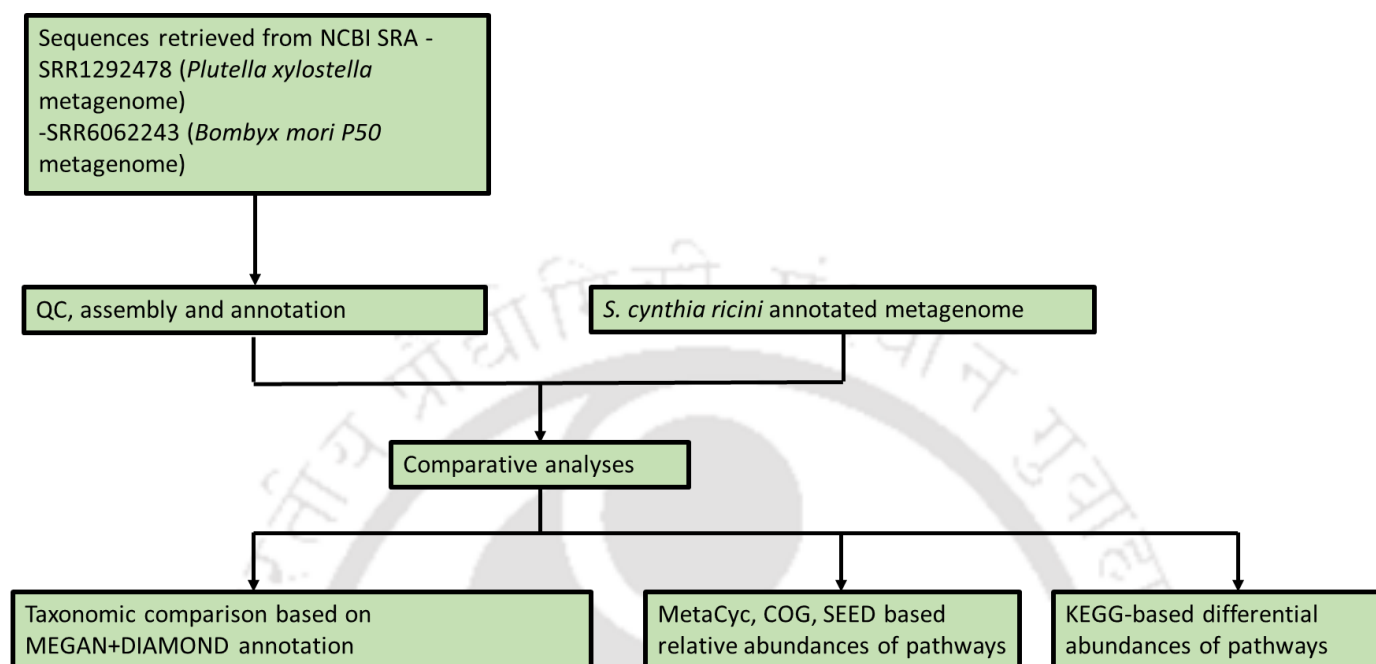 Sequences retrieved from NCBI SRA -
SRR1292478 (Plutella xylostella
metagenome)
-SRR6062243 (Bombyx mori P50
metagenome)
QC, assembly and annotation
S. cynthia ricini annotated metagenome
Comparative analyses
Taxonomic comparison based on
MEGAN+DIAMOND annotation
MetaCyc, COG, SEED based
relative abundances of pathways
KEGG-based differential
abundances of pathways